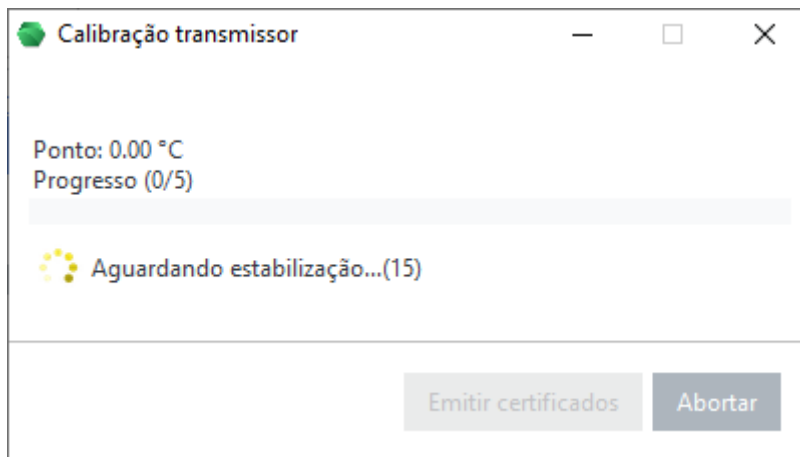 Calibração transmissor
Ponto: 0.00 °C
Progresso (0/5)
Aguardando estabilização...(15)
Emitir certificados
Abortar